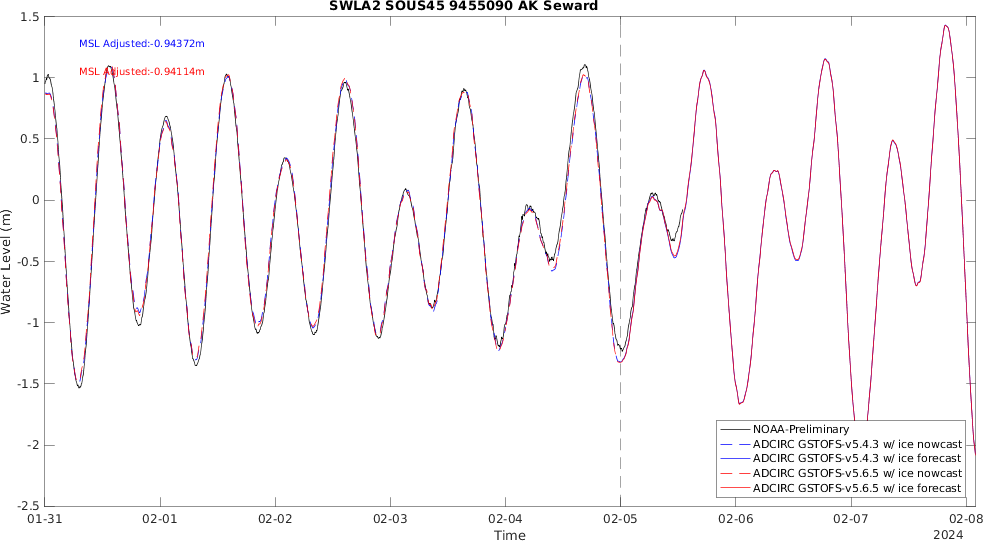 SWLA2 SOUS45 9455090 AK Seward
MSL Adjusted:-0.94372m
MSL Adjusted:-0.94114m
1.5
1
0.5
0
-0.5
-1
-1.5
-2
-2.5
Water Level (m)
01-31
02-01
02-02
02-03
02-04
02-05
02-06
02-07
02-08
2024
Time
NOAA-Preliminary
ADCIRC GSTOFS-v5.4.3 w/ ice nowcast
ADCIRC GSTOFS-v5.4.3 w/ ice forecast
ADCIRC GSTOFS-v5.6.5 w/ ice nowcast
ADCIRC GSTOFS-v5.6.5 w/ ice forecast